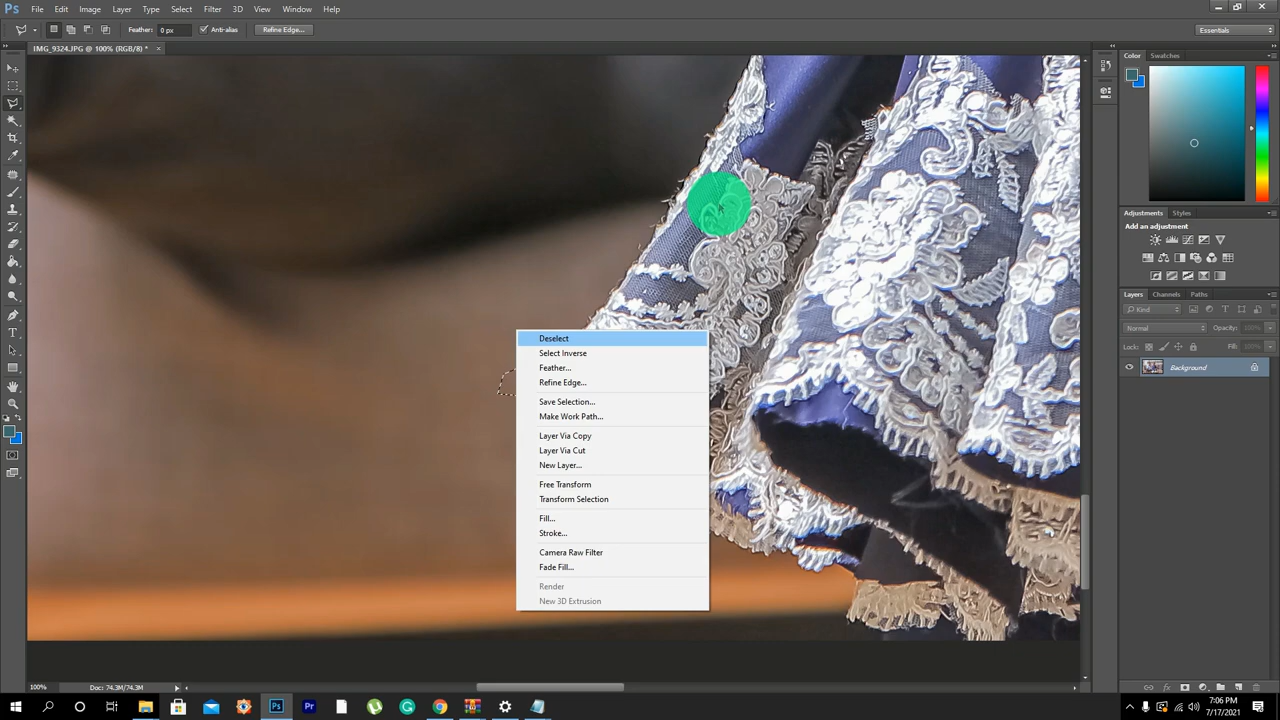 Ps File Edit Image Layer Type Select Filter 3D View Window Help
Feather: 0 px Anti-alias Refine Edge... Essentials
IMG_9324.JPG @ 100% (RGB/8) * ×
Color Swatches
Adjustments Styles
Add an adjustment
Layers Channels Paths
Kind
Normal Opacity: 100%
Lock: Fill: 100%
Background
Deselect
Select Inverse
Feather...
Refine Edge...
Save Selection...
Make Work Path...
Layer Via Copy
Layer Via Cut
New Layer...
Free Transform
Transform Selection
Fill...
Stroke...
Camera Raw Filter
Fade Fill...
Render
New 3D Extrusion
100% Doc: 74.3M/74.3M
Ps Pr
7:06 PM
7/17/2021